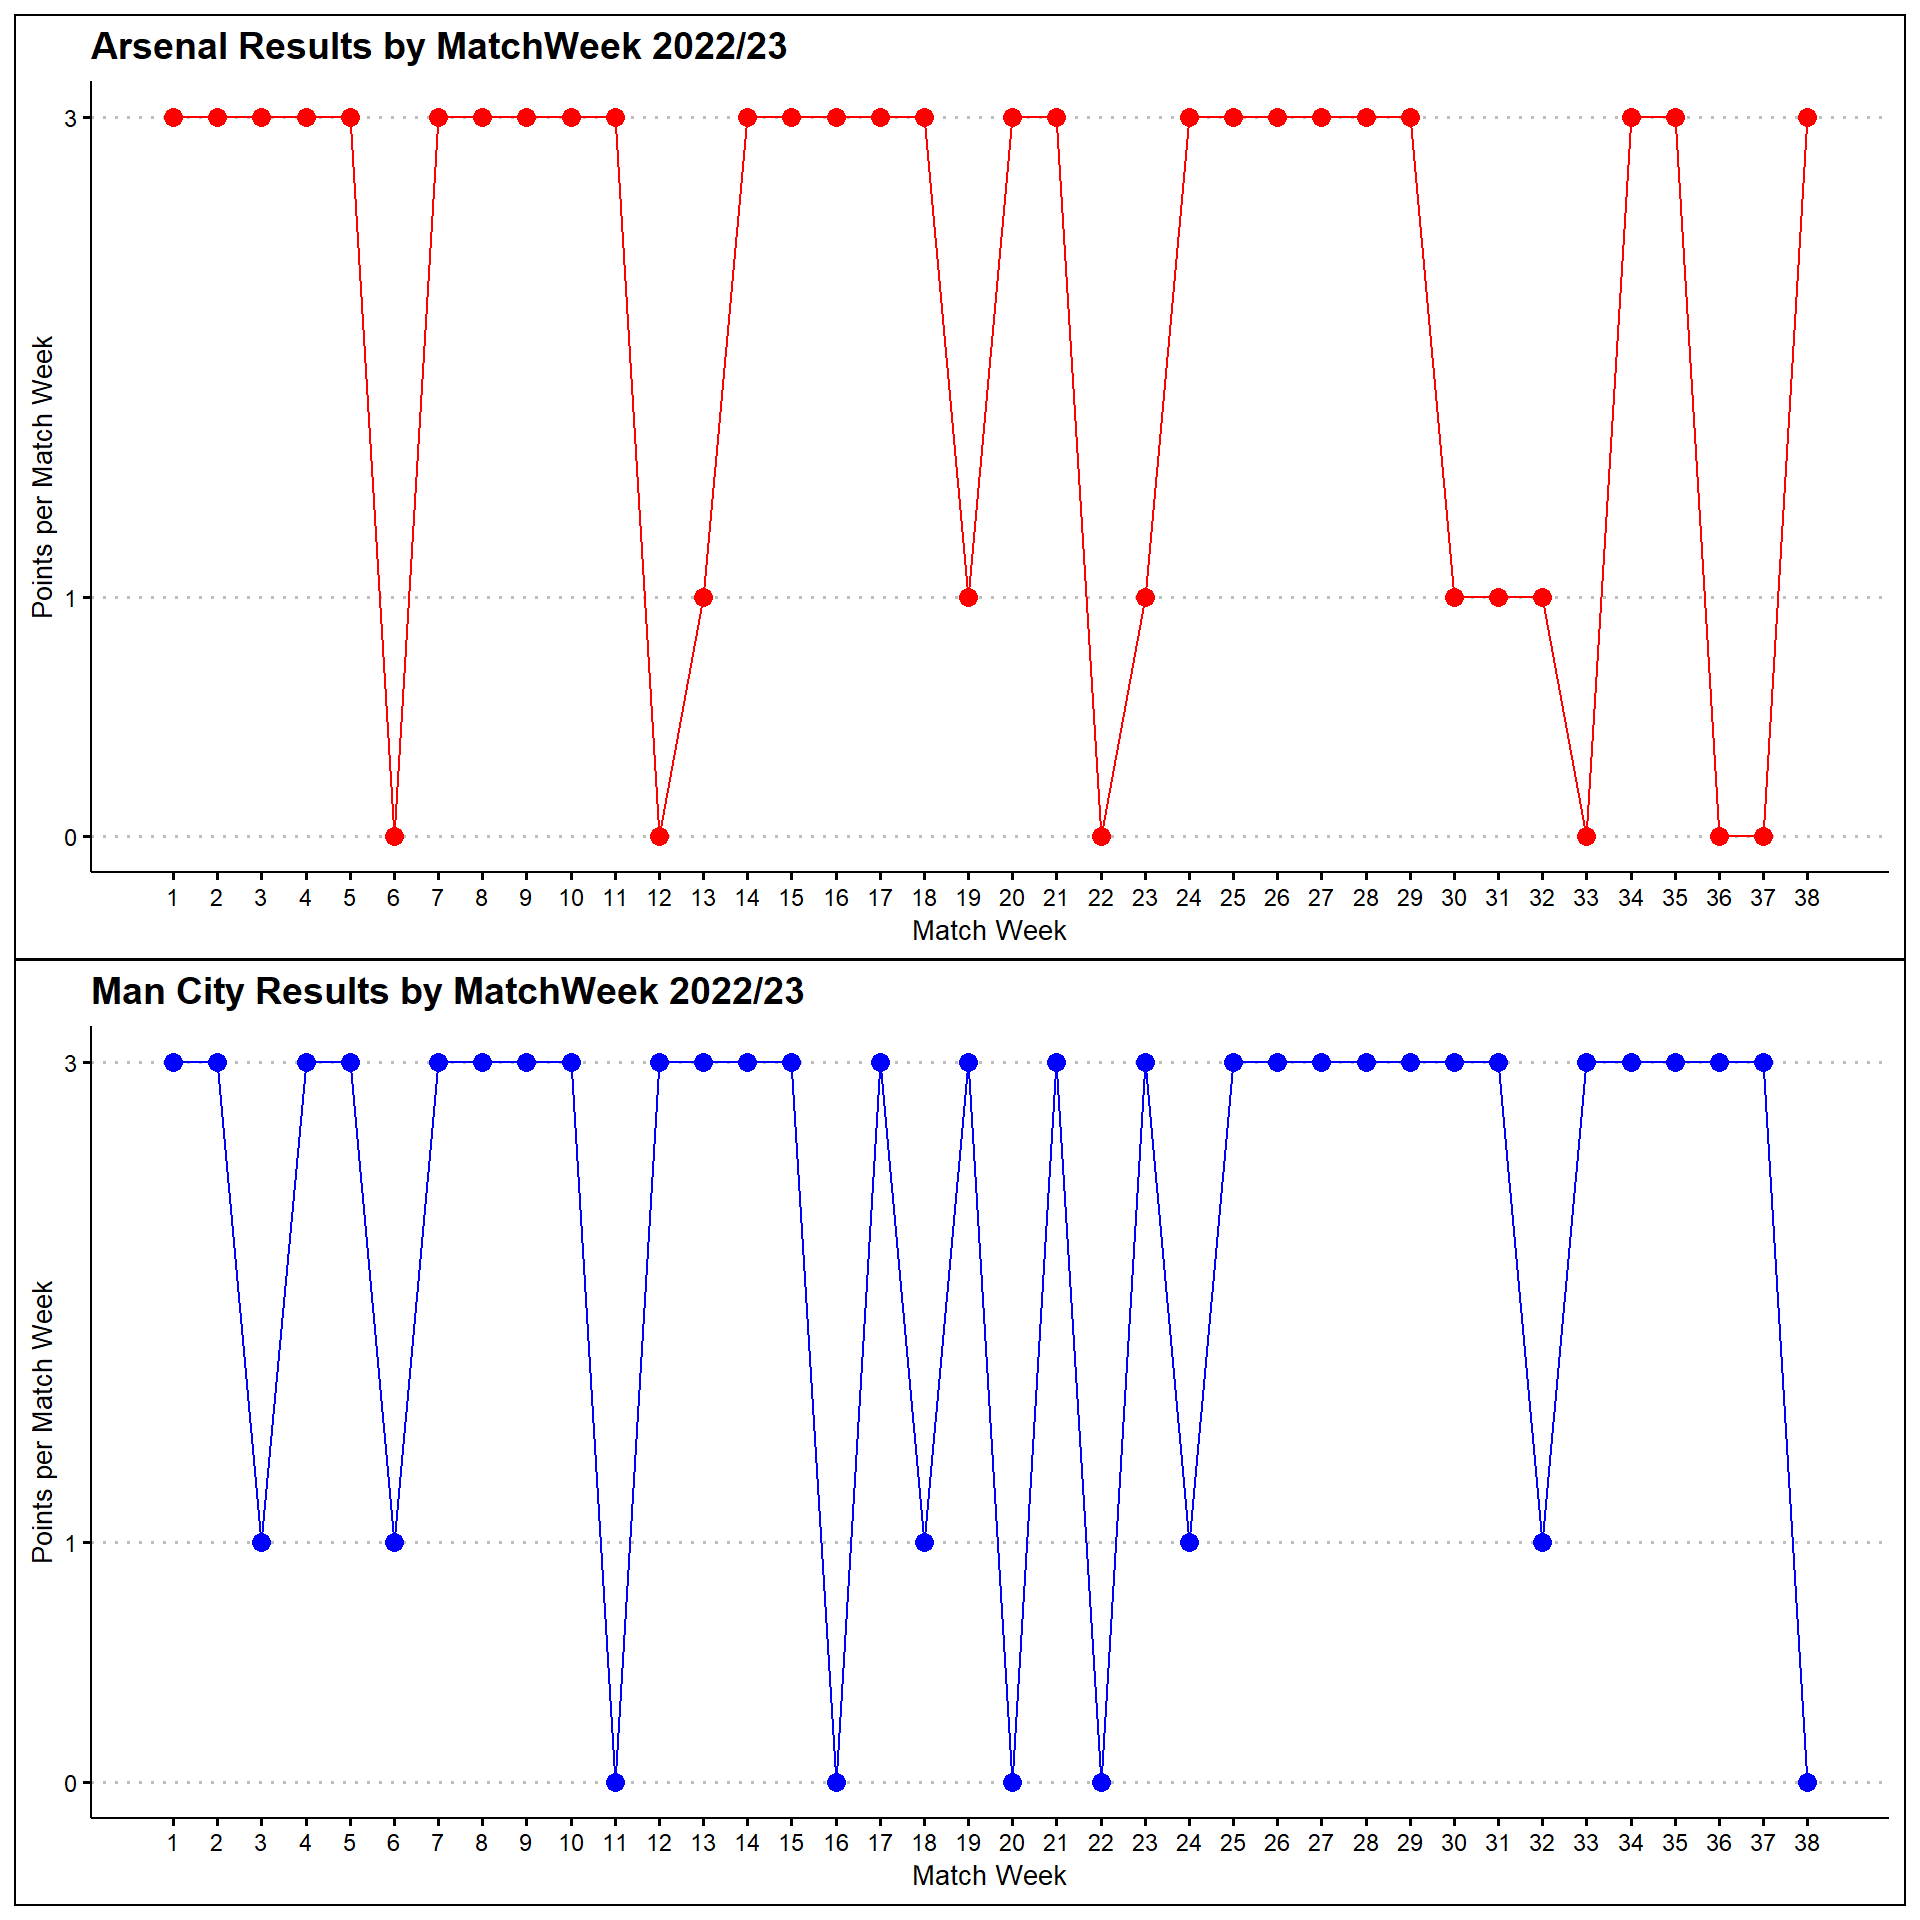 Arsenal Results by MatchWeek 2022/23
Points per Match Week
3
1
0
1 2 3 4 5 6 7 8 9 10 11 12 13 14 15 16 17 18 19 20 21 22 23 24 25 26 27 28 29 30 31 32 33 34 35 36 37 38
Match Week
Man City Results by MatchWeek 2022/23
Points per Match Week
3
1
0
1 2 3 4 5 6 7 8 9 10 11 12 13 14 15 16 17 18 19 20 21 22 23 24 25 26 27 28 29 30 31 32 33 34 35 36 37 38
Match Week